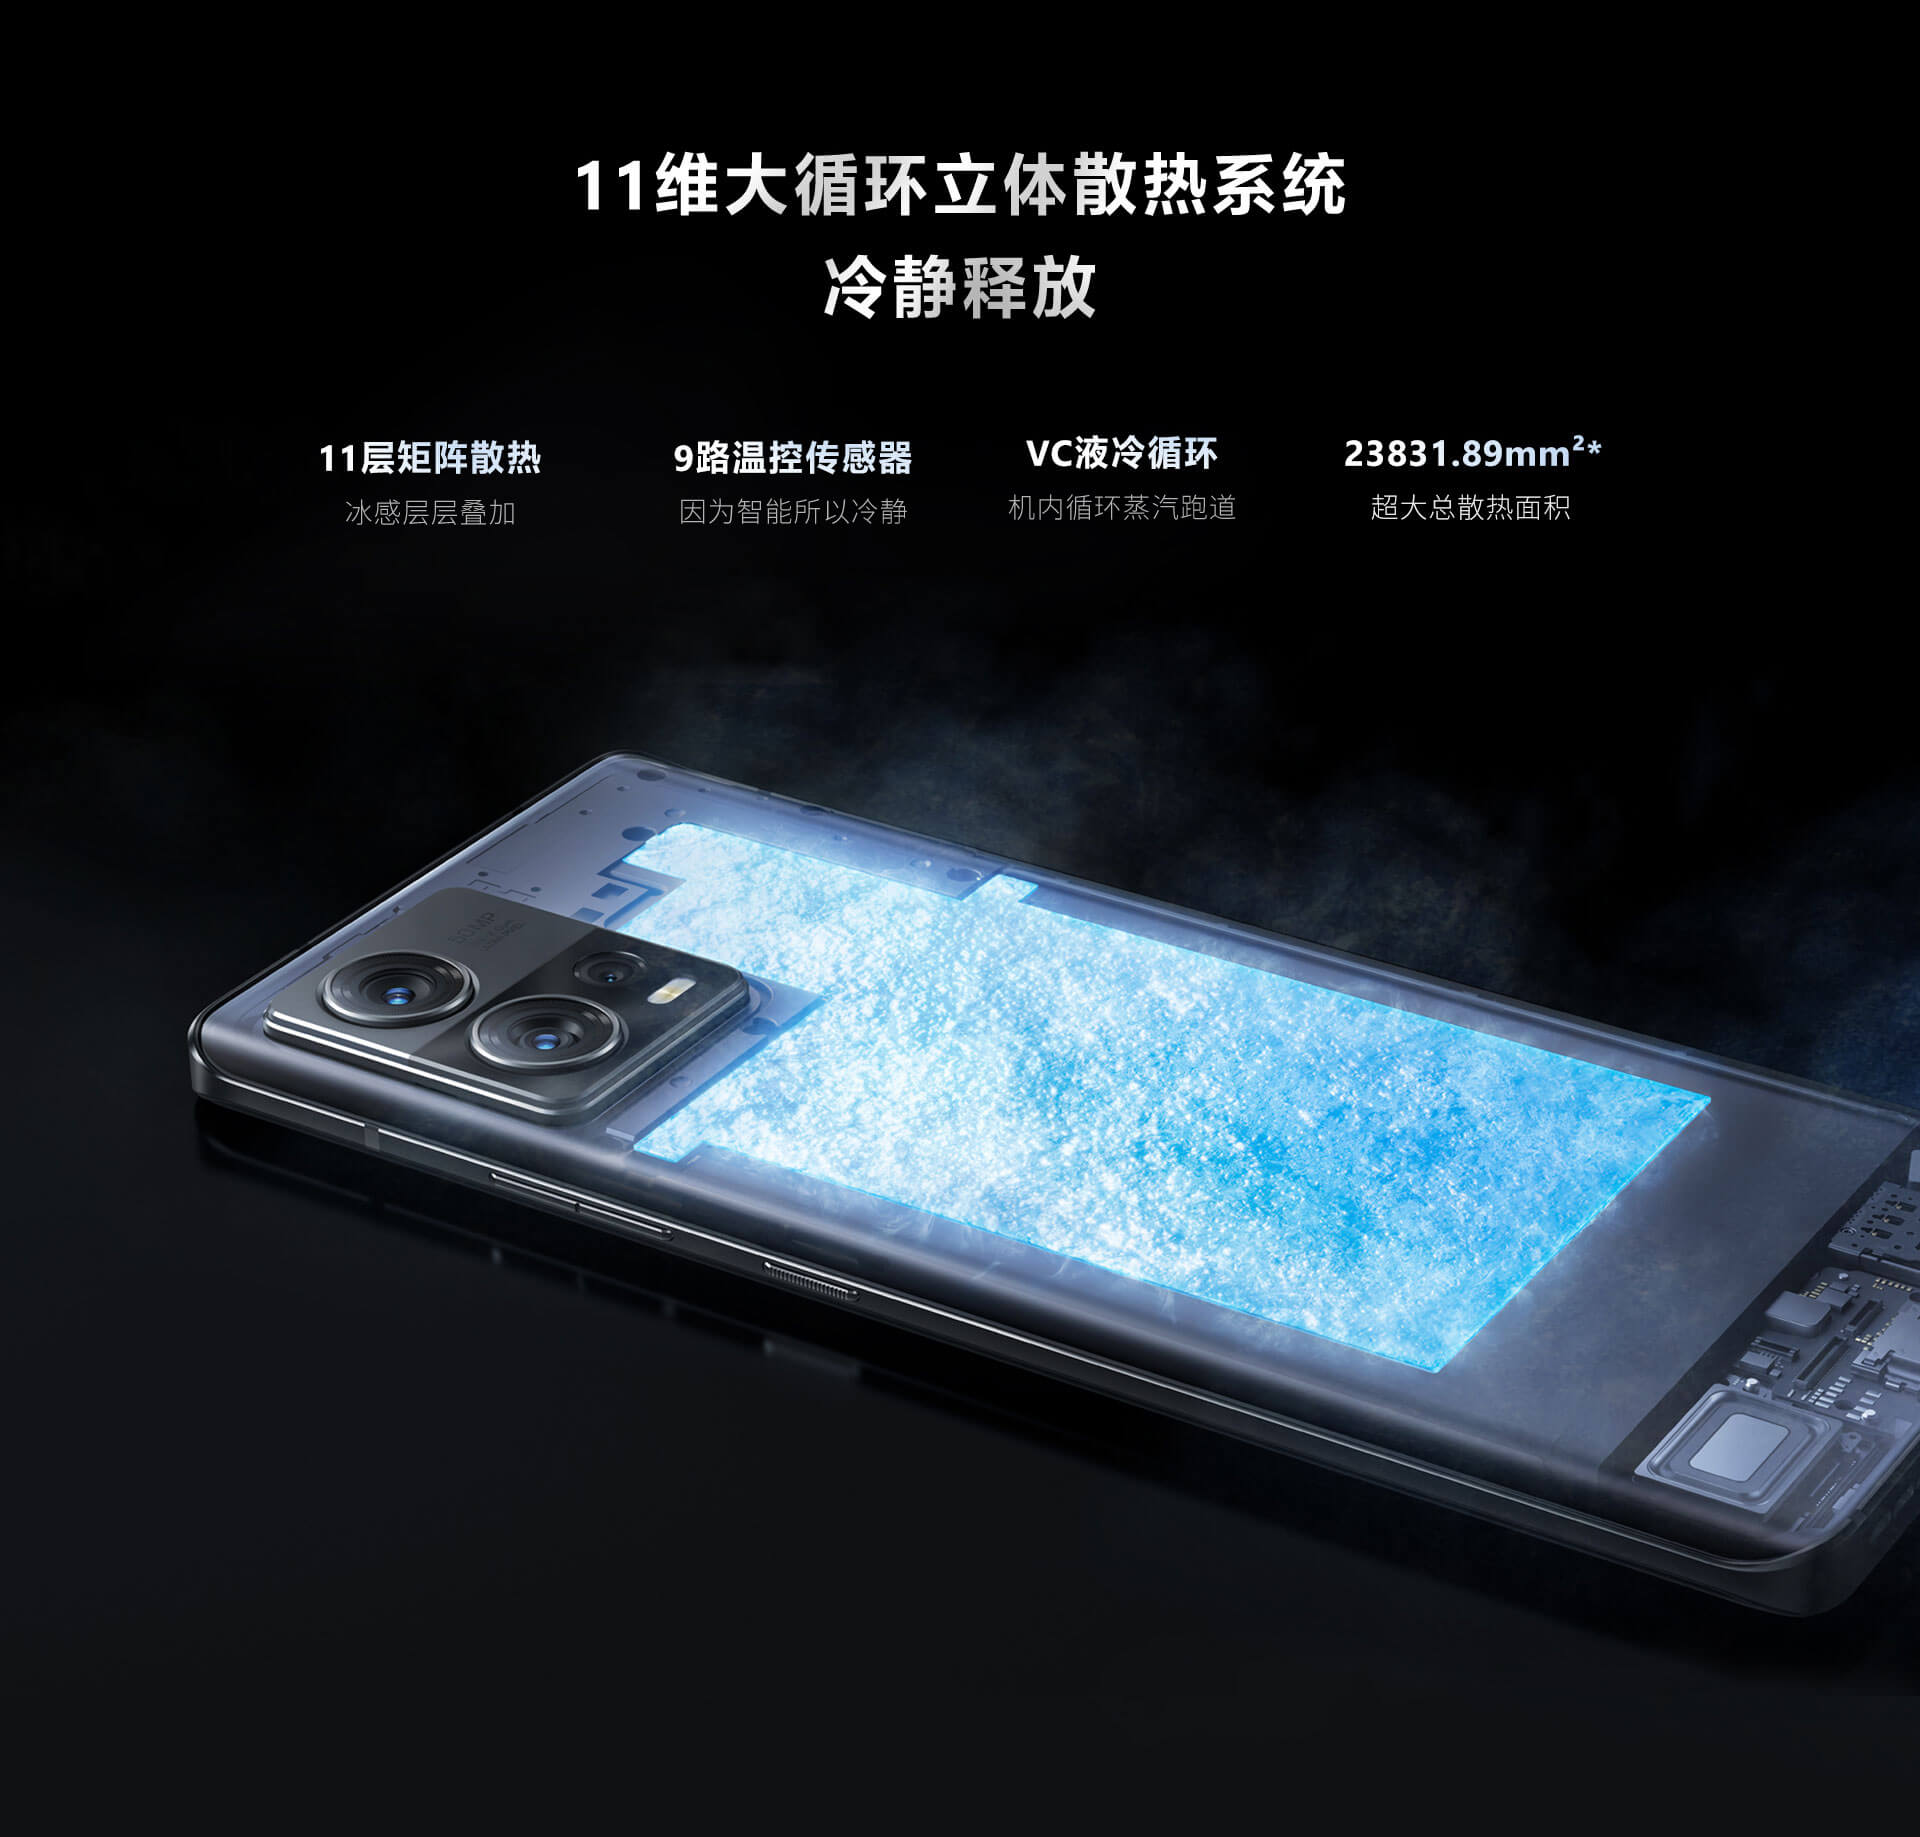 11维大循环立体散热系统
冷静释放
11层矩阵散热
冰感层层叠加
9路温控传感器
因为智能所以冷静
VC液冷循环
机内循环蒸汽跑道
23831.89mm²*
超大总散热面积
50MP